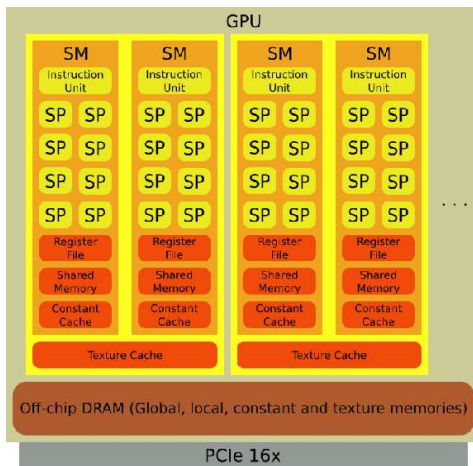 GPU
SM SM SM SM
Instruction Instruction Instruction Instruction
Unit Unit Unit Unit
SP SP SP SP SP SP SP SP
SP SP SP SP SP SP SP SP
SP SP SP SP SP SP SP SP
SP SP SP SP SP SP SP SP
. . .
Register Register Register Register
File File File File
Shared Shared Shared Shared
Memory Memory Memory Memory
Constant Constant Constant Constant
Cache Cache Cache Cache
Texture Cache Texture Cache
Off-chip DRAM (Global, local, constant and texture memories)
PCIe 16x